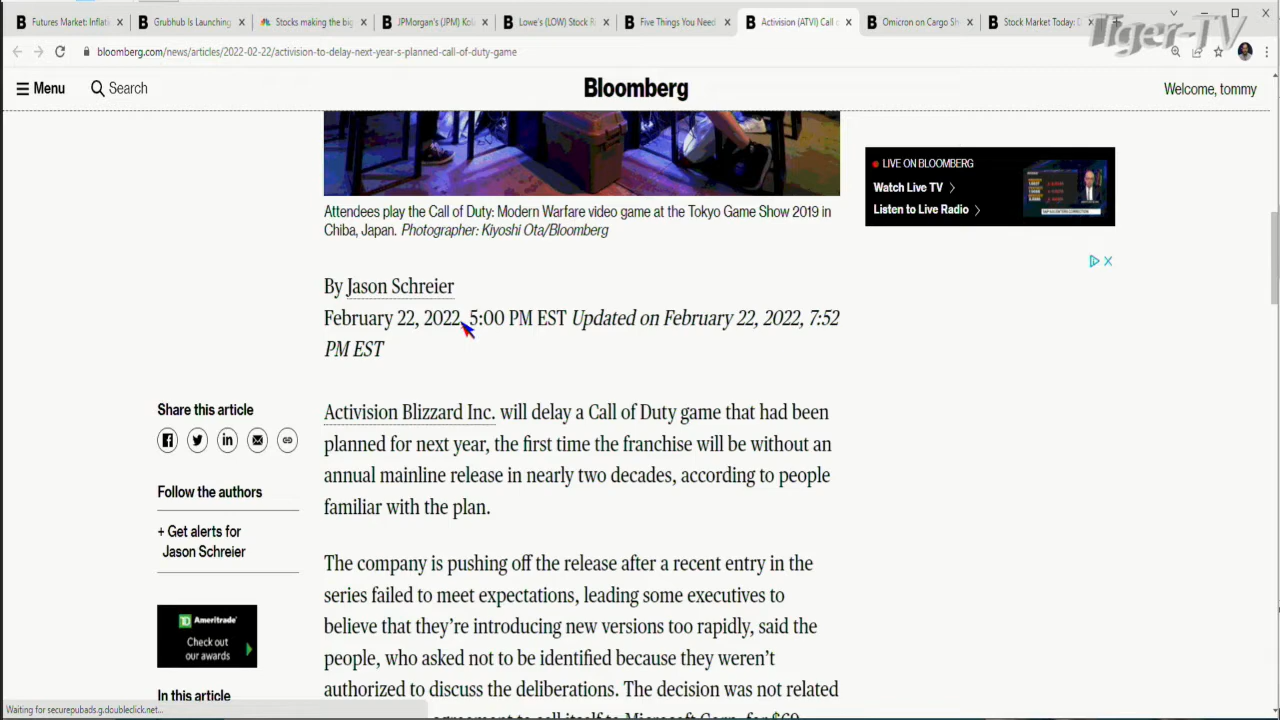 Futures Market: Inflati
Grubhub Is Launching
Stocks making the big
JPMorgan's (JPM) Kol
Lowe's (LOW) Stock R
Five Things You Need
Activision (ATVI) Call o
Omicron on Cargo Sh
Stock Market Today: D
Tiger-TV
bloomberg.com/news/articles/2022-02-22/activision-to-delay-next-year-s-planned-call-of-duty-game
Menu
Search
Bloomberg
Welcome, tommy
LIVE ON BLOOMBERG
Watch Live TV
Listen to Live Radio
Attendees play the Call of Duty: Modern Warfare video game at the Tokyo Game Show 2019 in
Chiba, Japan. Photographer: Kiyoshi Ota/Bloomberg
By Jason Schreier
February 22, 2022, 5:00 PM EST Updated on February 22, 2022, 7:52
PM EST
Share this article
Follow the authors
+ Get alerts for
Jason Schreier
TD Ameritrade
Check out
our awards
In this article
Activision Blizzard Inc. will delay a Call of Duty game that had been
planned for next year, the first time the franchise will be without an
annual mainline release in nearly two decades, according to people
familiar with the plan.
The company is pushing off the release after a recent entry in the
series failed to meet expectations, leading some executives to
believe that they're introducing new versions too rapidly, said the
people, who asked not to be identified because they weren't
authorized to discuss the deliberations. The decision was not related
agreement to sell itself to Microsoft Corp. for $69
Waiting for securepubads.g.doubleclick.net...